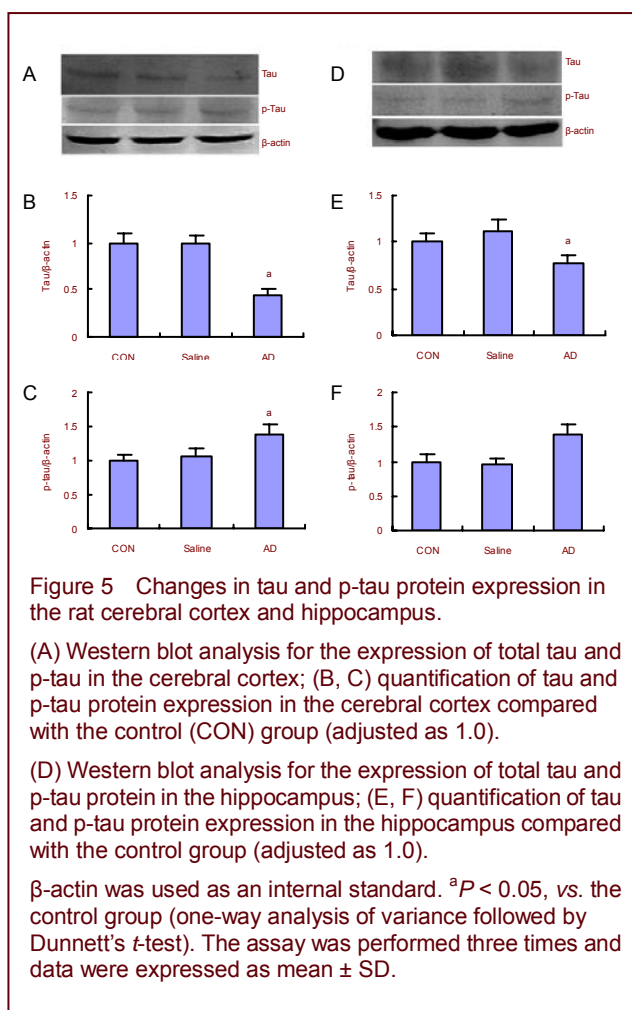 A
Tau
p-Tau
β-actin
D
Tau
p-Tau
β-actin
B
Tau/β-actin
1.5
1
0.5
0
a
CON Saline AD
E
Tau/β-actin
1.5
1
0.5
0
a
CON Saline AD
C
p-tau/β-actin
2
1.5
1
0.5
0
a
CON Saline AD
F
p-tau/β-actin
2
1.5
1
0.5
0
CON Saline AD
Figure 5 Changes in tau and p-tau protein expression in
the rat cerebral cortex and hippocampus.
(A) Western blot analysis for the expression of total tau and
p-tau in the cerebral cortex; (B, C) quantification of tau and
p-tau protein expression in the cerebral cortex compared
with the control (CON) group (adjusted as 1.0).
(D) Western blot analysis for the expression of total tau and
p-tau protein in the hippocampus; (E, F) quantification of tau
and p-tau protein expression in the hippocampus compared
with the control group (adjusted as 1.0).
β-actin was used as an internal standard. ᵃP < 0.05, vs. the
control group (one-way analysis of variance followed by
Dunnett's t-test). The assay was performed three times and
data were expressed as mean ± SD.